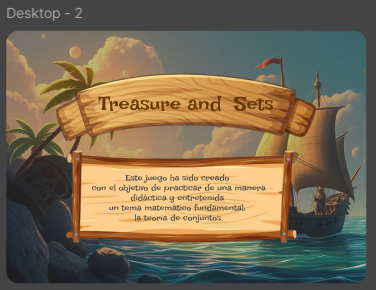 Desktop - 2
Treasure and Sets
Este juego ha sido creado
con el objetivo de practicar de una manera
didáctica y entretenida
un tema matemático fundamental:
la teoría de conjuntos.